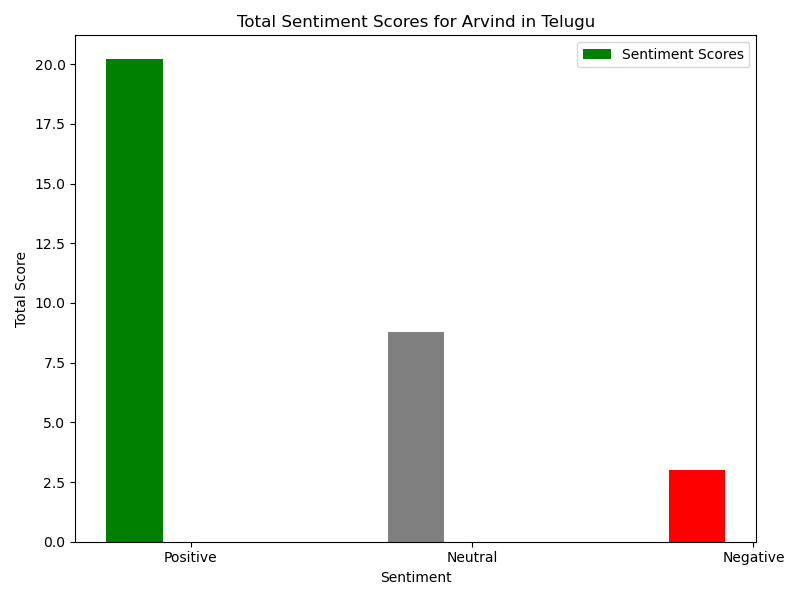 Total Sentiment Scores for Arvind in Telugu
Sentiment Scores
Total Score
20.0
17.5
15.0
12.5
10.0
7.5
5.0
2.5
0.0
Positive
Neutral
Negative
Sentiment